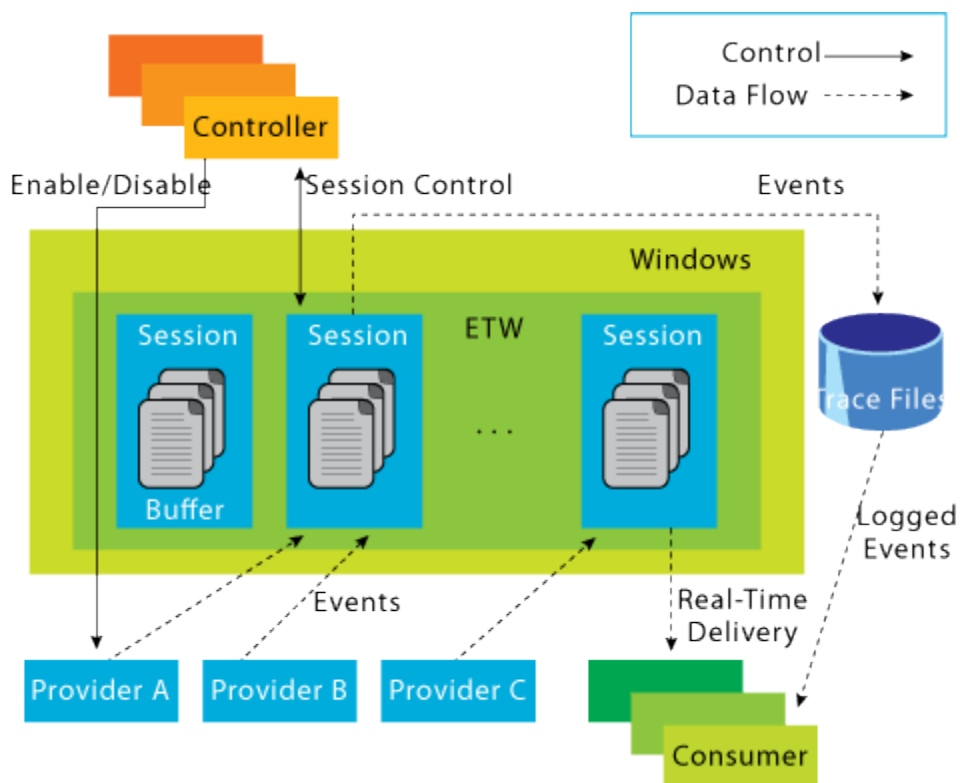 Control
Data Flow
Controller
Enable/Disable
Session Control
Events
Windows
ETW
Session
Session
Session
. . .
Buffer
Trace Files
Logged
Events
Events
Real-Time
Delivery
Provider A
Provider B
Provider C
Consumer